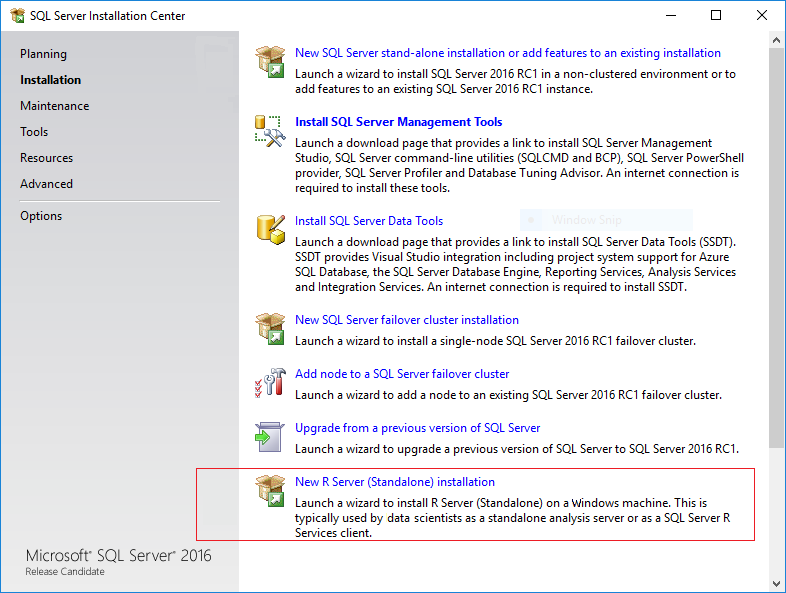 SQL Server Installation Center
Planning
Installation
Maintenance
Tools
Resources
Advanced
Options
New SQL Server stand-alone installation or add features to an existing installation
Launch a wizard to install SQL Server 2016 RC1 in a non-clustered environment or to
add features to an existing SQL Server 2016 RC1 instance.
Install SQL Server Management Tools
Launch a download page that provides a link to install SQL Server Management
Studio, SQL Server command-line utilities (SQLCMD and BCP), SQL Server PowerShell
provider, SQL Server Profiler and Database Tuning Advisor. An internet connection is
required to install these tools.
Install SQL Server Data Tools
Window Snip
Launch a download page that provides a link to install SQL Server Data Tools (SSDT).
SSDT provides Visual Studio integration including project system support for Azure
SQL Database, the SQL Server Database Engine, Reporting Services, Analysis Services
and Integration Services. An internet connection is required to install SSDT.
New SQL Server failover cluster installation
Launch a wizard to install a single-node SQL Server 2016 RC1 failover cluster.
Add node to a SQL Server failover cluster
Launch a wizard to add a node to an existing SQL Server 2016 RC1 failover cluster.
Upgrade from a previous version of SQL Server
Launch a wizard to upgrade a previous version of SQL Server to SQL Server 2016 RC1.
New R Server (Standalone) installation
Launch a wizard to install R Server (Standalone) on a Windows machine. This is
typically used by data scientists as a standalone analysis server or as a SQL Server R
Services client.
Microsoft® SQL Server® 2016
Release Candidate